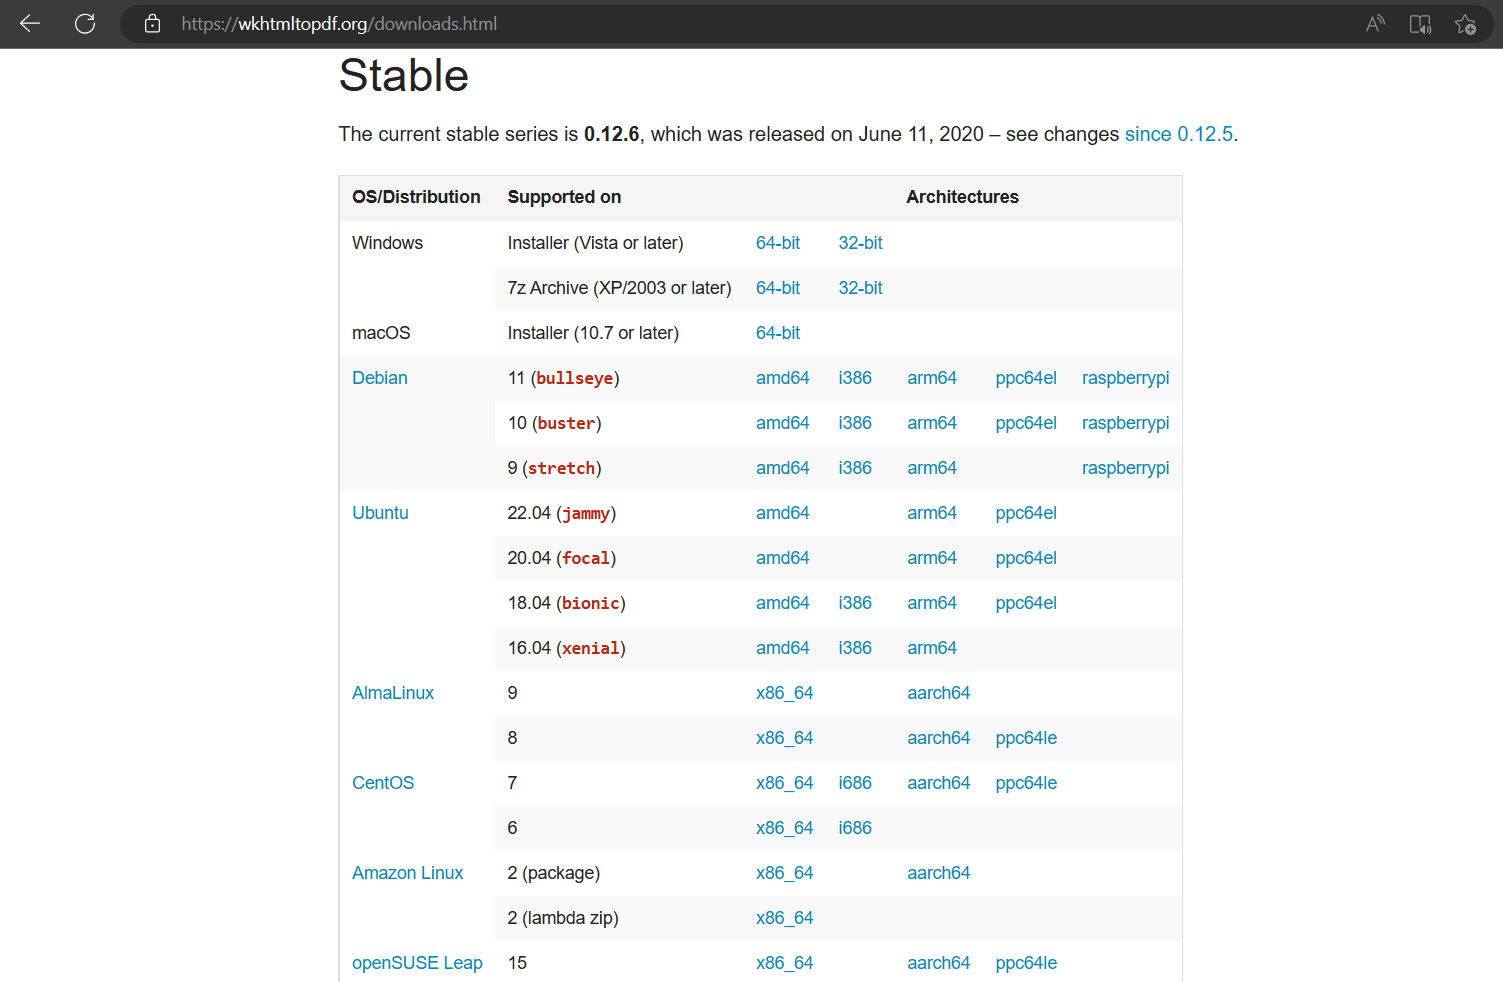 https://wkhtmltopdf.org/downloads.html
Stable
The current stable series is 0.12.6, which was released on June 11, 2020 – see changes since 0.12.5.
OS/Distribution Supported on Architectures
Windows Installer (Vista or later) 64-bit 32-bit
7z Archive (XP/2003 or later) 64-bit 32-bit
macOS Installer (10.7 or later) 64-bit
Debian 11 (bullseye) amd64 i386 arm64 ppc64el raspberrypi
10 (buster) amd64 i386 arm64 ppc64el raspberrypi
9 (stretch) amd64 i386 arm64 raspberrypi
Ubuntu 22.04 (jammy) amd64 arm64 ppc64el
20.04 (focal) amd64 arm64 ppc64el
18.04 (bionic) amd64 i386 arm64 ppc64el
16.04 (xenial) amd64 i386 arm64
AlmaLinux 9 x86_64 aarch64
8 x86_64 aarch64 ppc64le
CentOS 7 x86_64 i686 aarch64 ppc64le
6 x86_64 i686
Amazon Linux 2 (package) x86_64 aarch64
2 (lambda zip) x86_64
openSUSE Leap 15 x86_64 aarch64 ppc64le